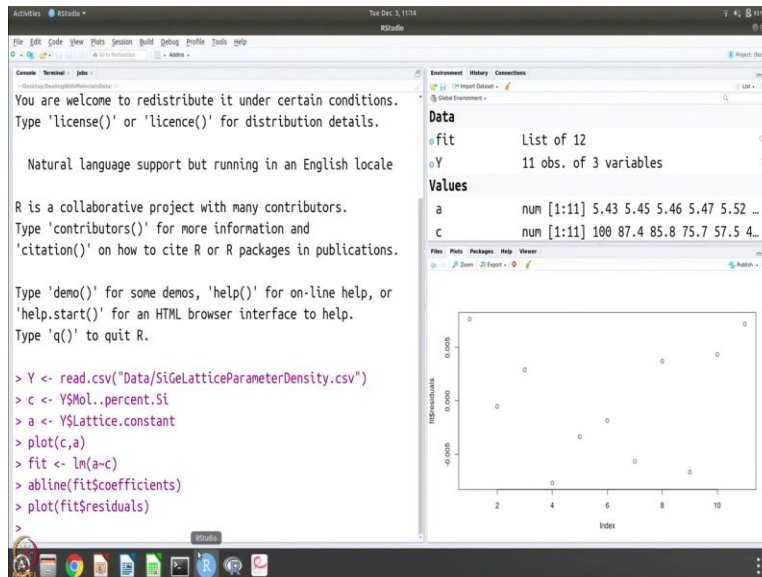 Activities RStudio Tue Dec 3, 11:14
RStudio
File Edit Code View Plots Session Build Debug Profile Tools Help
Go to file/function Addins
Project: (No
Console Terminal Jobs
Environment History Connections
Import Dataset List
Global Environment
You are welcome to redistribute it under certain conditions.
Type 'license()' or 'licence()' for distribution details.
Natural language support but running in an English locale
R is a collaborative project with many contributors.
Type 'contributors()' for more information and
'citation()' on how to cite R or R packages in publications.
Type 'demo()' for some demos, 'help()' for on-line help, or
'help.start()' for an HTML browser interface to help.
Type 'q()' to quit R.
> Y <- read.csv("Data/SiGeLatticeParameterDensity.csv")
> c <- Y$Mol..percent.Si
> a <- Y$Lattice.constant
> plot(c,a)
> fit <- lm(a~c)
> abline(fit$coefficients)
> plot(fit$residuals)
>
Data
fit List of 12
Y 11 obs. of 3 variables
Values
a num [1:11] 5.43 5.45 5.46 5.47 5.52 …
c num [1:11] 100 87.4 85.8 75.7 57.5 4…
Files Plots Packages Help Viewer
Zoom Export Publish
fit$residuals
0.005
0.000
-0.005
2 4 6 8 10
Index
RStudio